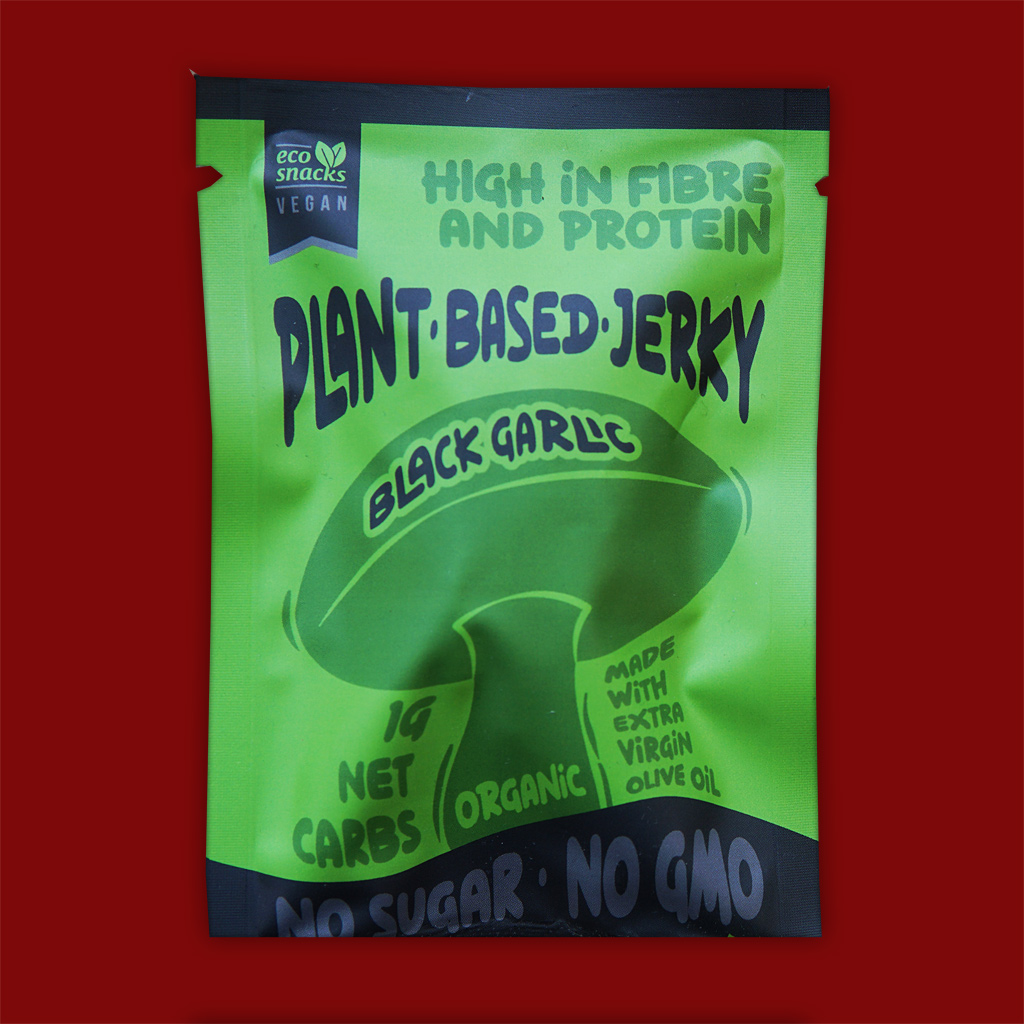 eco
snacks
VEGAN
HIGH iN FIBRE
AND PROTEIN
PLANT·BASED·JERKY
BLACK GARLIC
1G
NET
CARBS
ORGANiC
MADE
WiTH
EXTRA
ViRGiN
OLIVE OiL
NO SUGAR · NO GMO